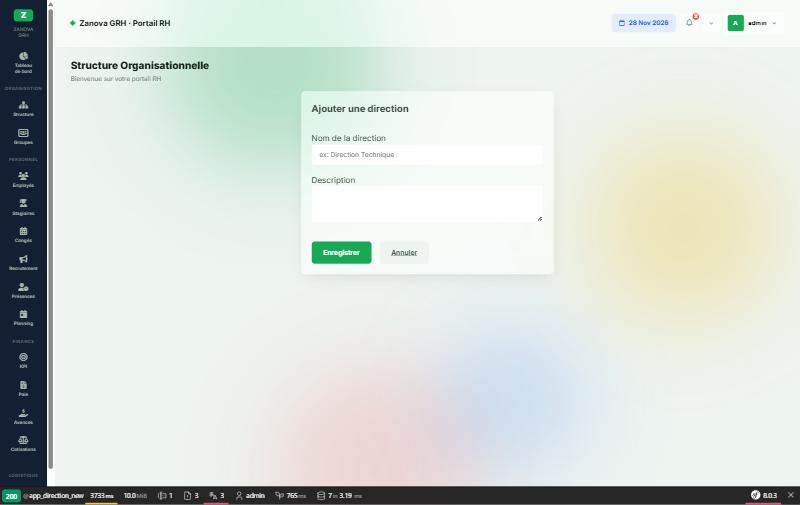 Z
ZANOVA
GRH
Tableau
de bord
ORGANISATION
Structure
Groupes
PERSONNEL
Employés
Stagiaires
Congés
Recrutement
Présences
Planning
FINANCE
KPI
Paie
Avances
Cotisations
LOGISTIQUE
Zanova GRH · Portail RH
28 Nov 2026
A
admin
Structure Organisationnelle
Bienvenue sur votre portail RH
Ajouter une direction
Nom de la direction
ex: Direction Technique
Description
Enregistrer
Annuler
200 @app_direction_new 3733 ms 10.0 MiB 1 3 3 admin 765 ms 7 in 3.19 ms 8.0.3